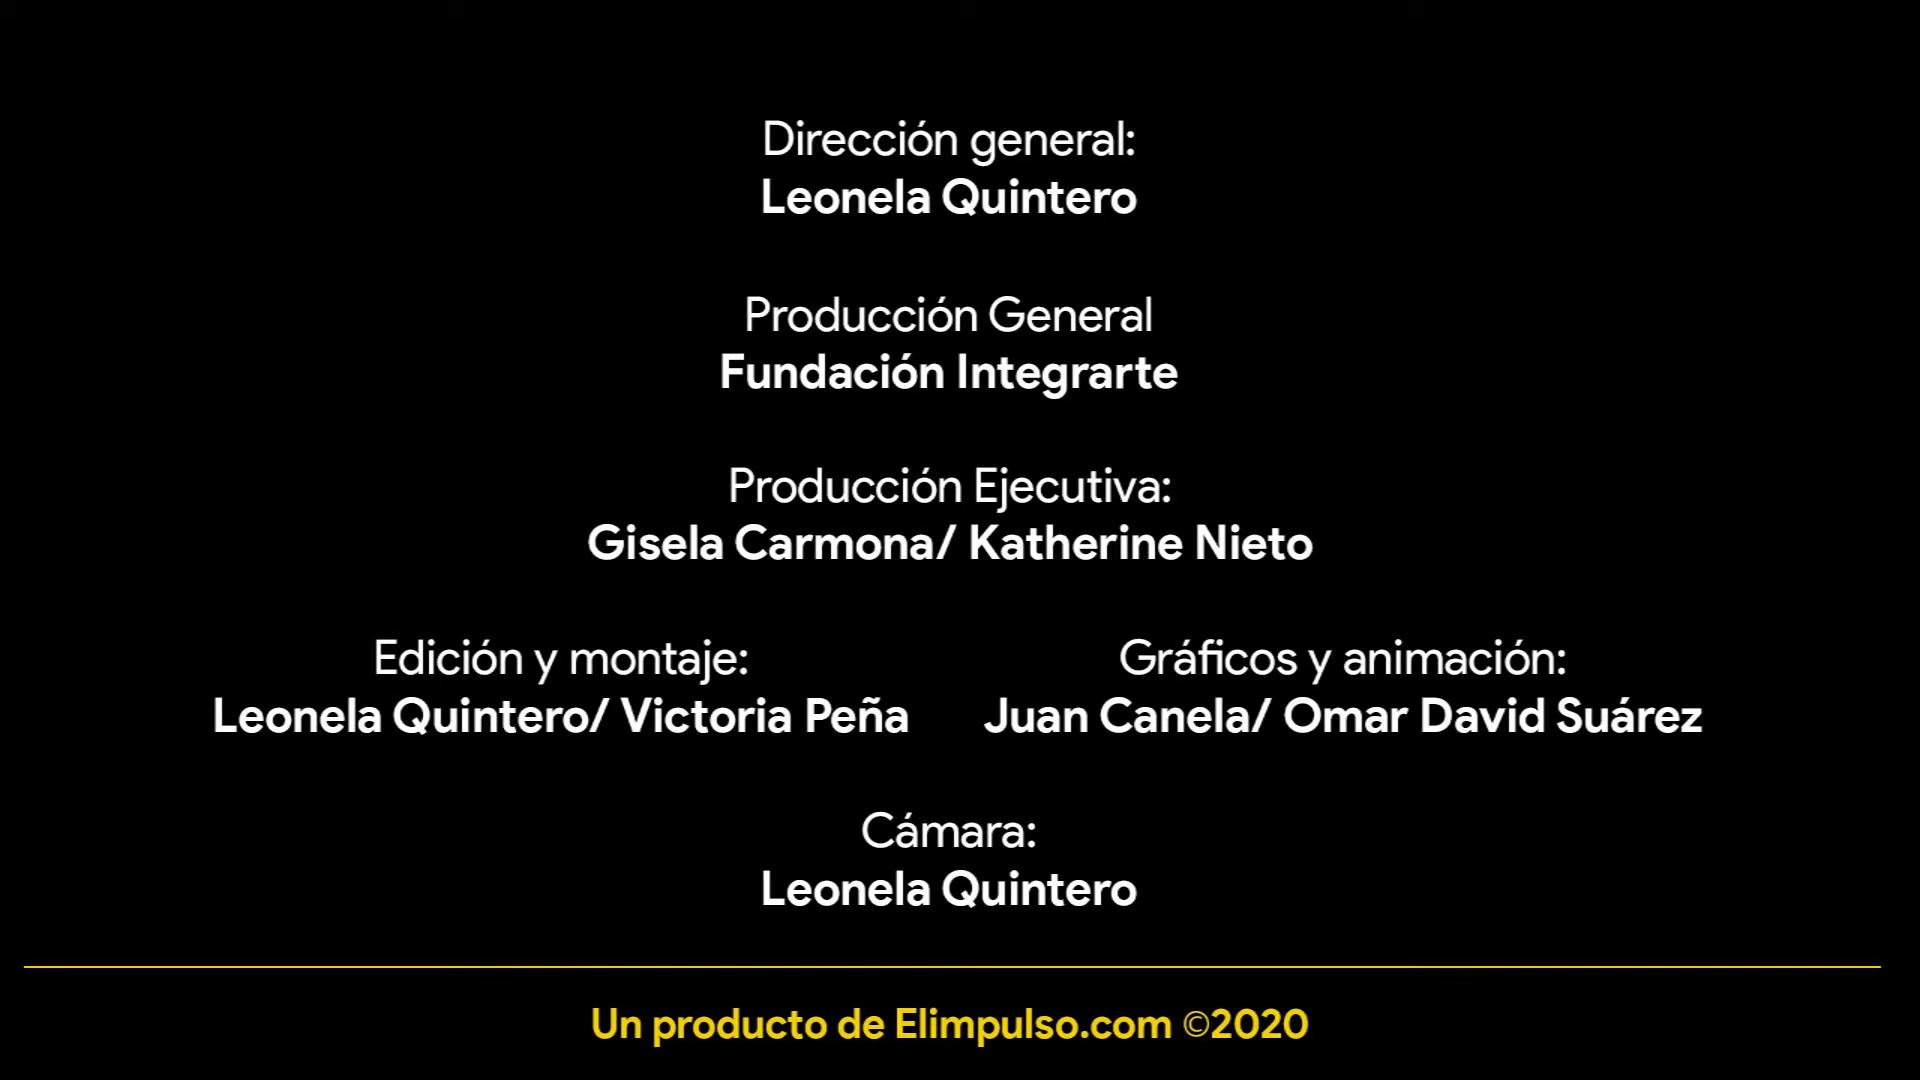 Dirección general:
Leonela Quintero
Producción General
Fundación Integrarte
Producción Ejecutiva:
Gisela Carmona/ Katherine Nieto
Edición y montaje:
Leonela Quintero/ Victoria Peña
Gráficos y animación:
Juan Canela/ Omar David Suárez
Cámara:
Leonela Quintero
Un producto de Elimpulso.com ©2020